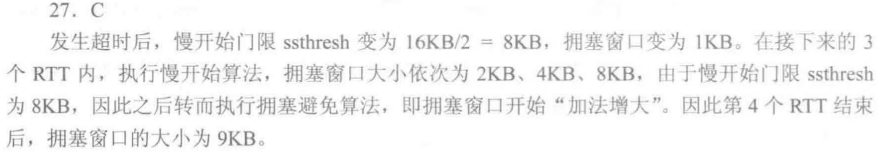 27. C
发生超时后，慢开始门限 ssthresh 变为 16KB/2 = 8KB，拥塞窗口变为 1KB。在接下来的 3
个 RTT 内，执行慢开始算法，拥塞窗口大小依次为 2KB、4KB、8KB，由于慢开始门限 ssthresh
为 8KB，因此之后转而执行拥塞避免算法，即拥塞窗口开始“加法增大”。因此第 4 个 RTT 结束
后，拥塞窗口的大小为 9KB。